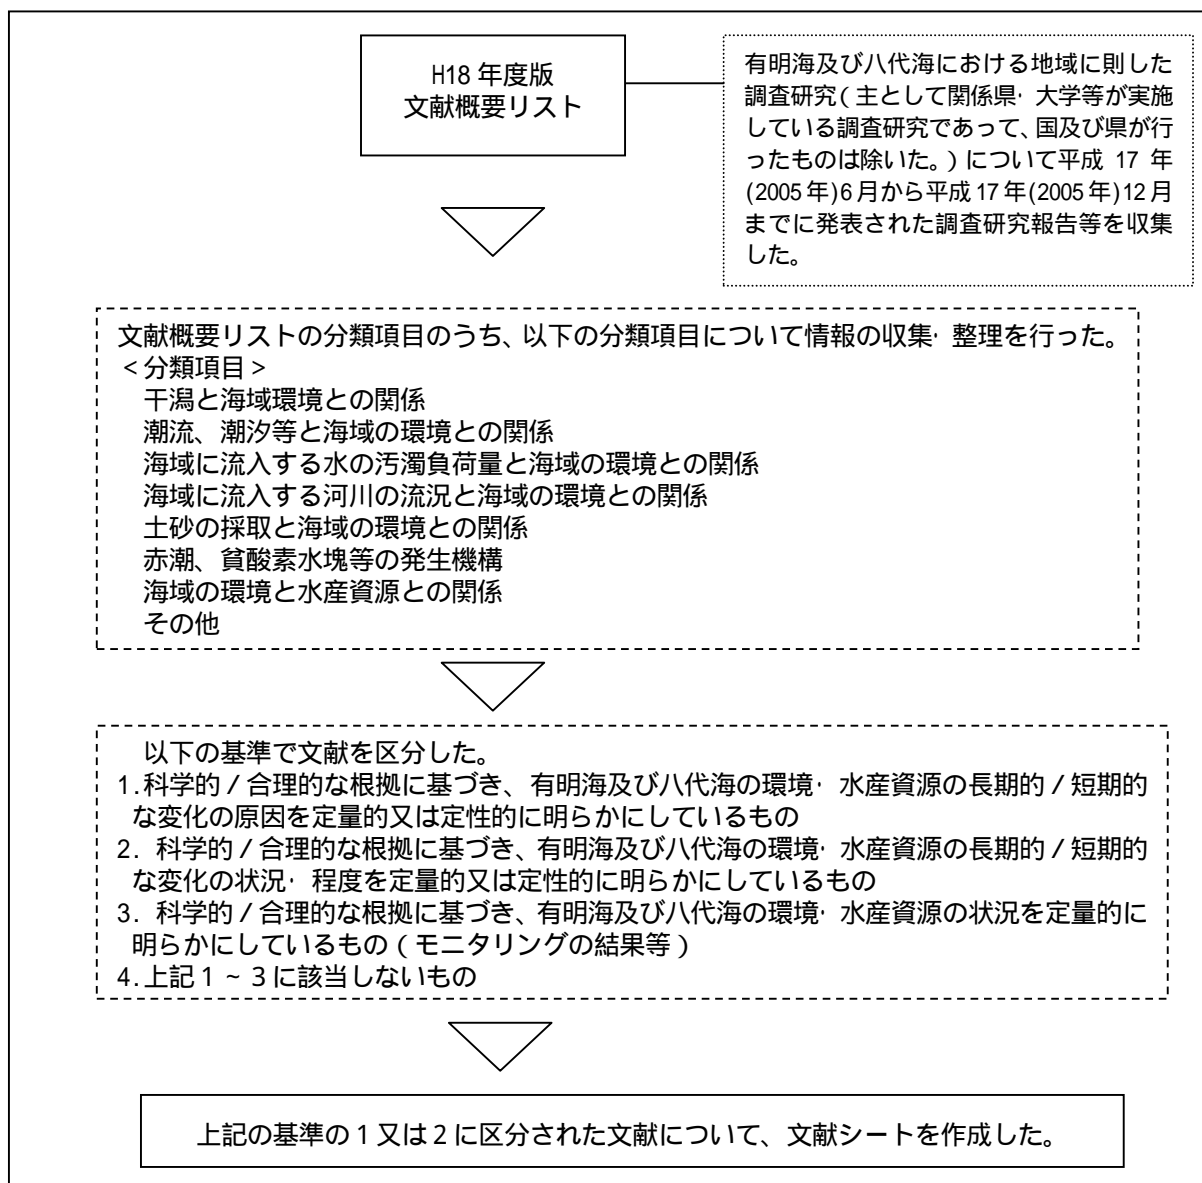 H18 年度版
文献概要リスト
有明海及び八代海における地域に則した
調査研究(主として関係県・大学等が実施
している調査研究であって、国及び県が行
ったものは除いた。)について平成 17 年
(2005年)6月から平成17年(2005年)12月
までに発表された調査研究報告等を収集
した。
文献概要リストの分類項目のうち、以下の分類項目について情報の収集・整理を行った。
<分類項目>
干潟と海域環境との関係
潮流、潮汐等と海域の環境との関係
海域に流入する水の汚濁負荷量と海域の環境との関係
海域に流入する河川の流況と海域の環境との関係
土砂の採取と海域の環境との関係
赤潮、貧酸素水塊等の発生機構
海域の環境と水産資源との関係
その他
以下の基準で文献を区分した。
1.科学的/合理的な根拠に基づき、有明海及び八代海の環境・水産資源の長期的/短期的
な変化の原因を定量的又は定性的に明らかにしているもの
2. 科学的/合理的な根拠に基づき、有明海及び八代海の環境・水産資源の長期的/短期的
な変化の状況・程度を定量的又は定性的に明らかにしているもの
3. 科学的/合理的な根拠に基づき、有明海及び八代海の環境・水産資源の状況を定量的に
明らかにしているもの(モニタリングの結果等)
4.上記1~3に該当しないもの
上記の基準の1又は2に区分された文献について、文献シートを作成した。